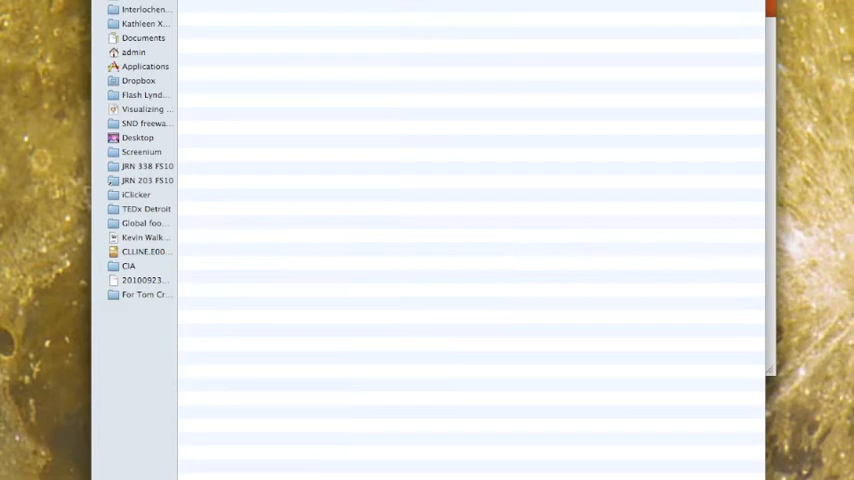 Interlochen...
Kathleen X...
Documents
admin
Applications
Dropbox
Flash Lynd...
Visualizing ...
SND freewa...
Desktop
Screenium
JRN 338 FS10
JRN 203 FS10
iClicker
TEDx Detroit
Global foo...
Kevin Walk...
CLLINE.E00...
CIA
20100923...
For Tom Cr...